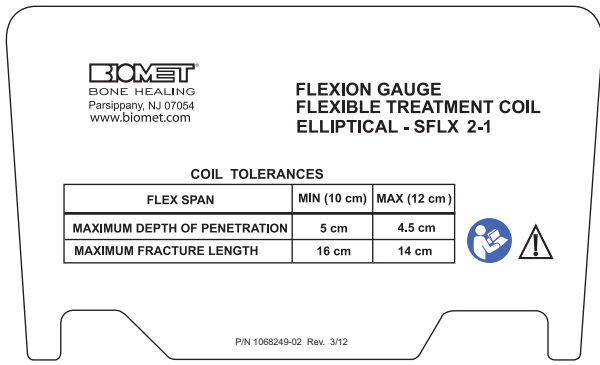 BIOMET®
BONE HEALING
Parsippany, NJ 07054
www.biomet.com
FLEXION GAUGE
FLEXIBLE TREATMENT COIL
ELLIPTICAL - SFLX 2-1
COIL TOLERANCES
FLEX SPAN MIN (10 cm) MAX (12 cm)
MAXIMUM DEPTH OF PENETRATION 5 cm 4.5 cm
MAXIMUM FRACTURE LENGTH 16 cm 14 cm
P/N 1068249-02 Rev. 3/12